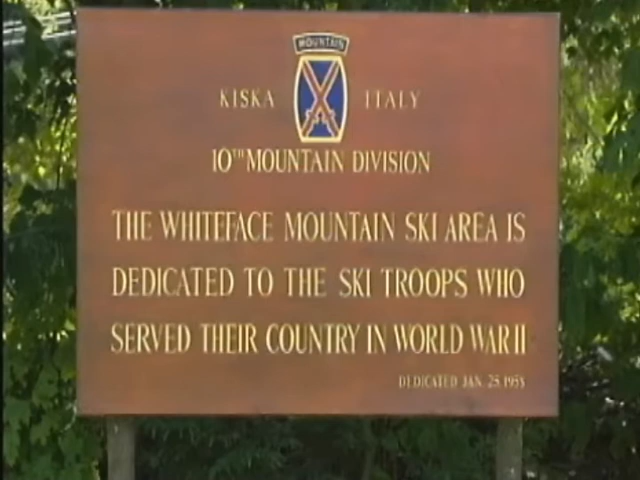 MOUNTAIN
KISKA ITALY
10TH MOUNTAIN DIVISION
THE WHITEFACE MOUNTAIN SKI AREA IS
DEDICATED TO THE SKI TROOPS WHO
SERVED THEIR COUNTRY IN WORLD WAR II
DEDICATED JAN. 25, 1958